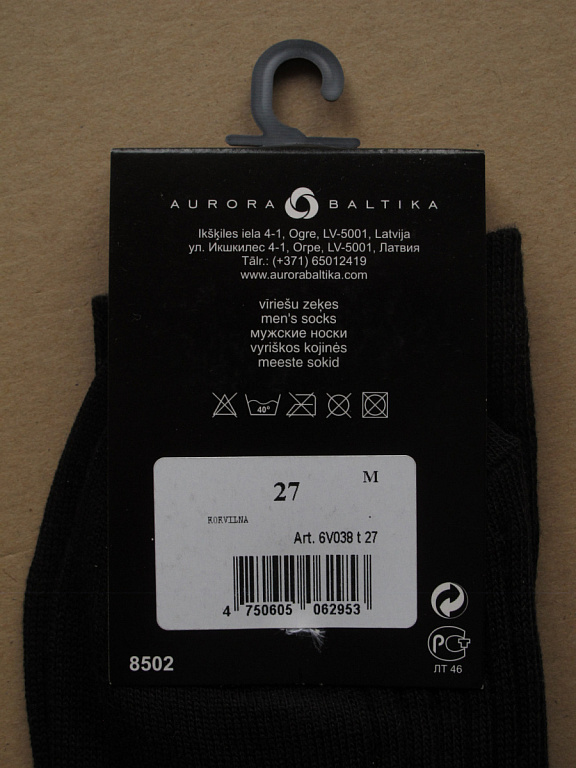 AURORA BALTIKA
Ikšķiles iela 4-1, Ogre, LV-5001, Latvija
ул. Икшкилес 4-1, Огре, LV-5001, Латвия
Tālr.: (+371) 65012419
www.aurorabaltika.com
vīriešu zeķes
men's socks
мужские носки
vyriškos kojinės
meeste sokid
40°
27 M
KOKVILNA
Art. 6V038 t 27
4 750605 062953
8502
РСТ
ЛТ 46